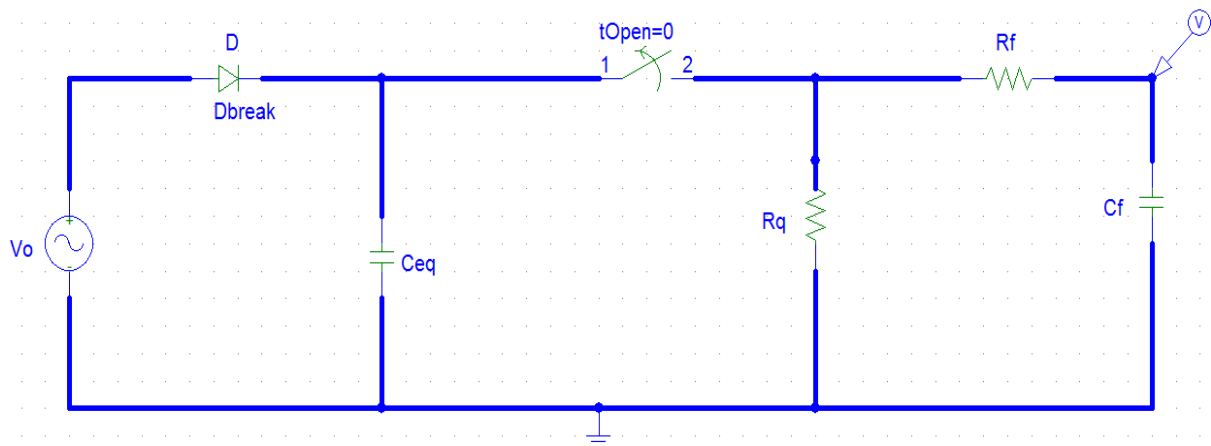 tOpen=0
V
D
1
2
Rf
Dbreak
+
Vo
-
Rq
Cf
Ceq